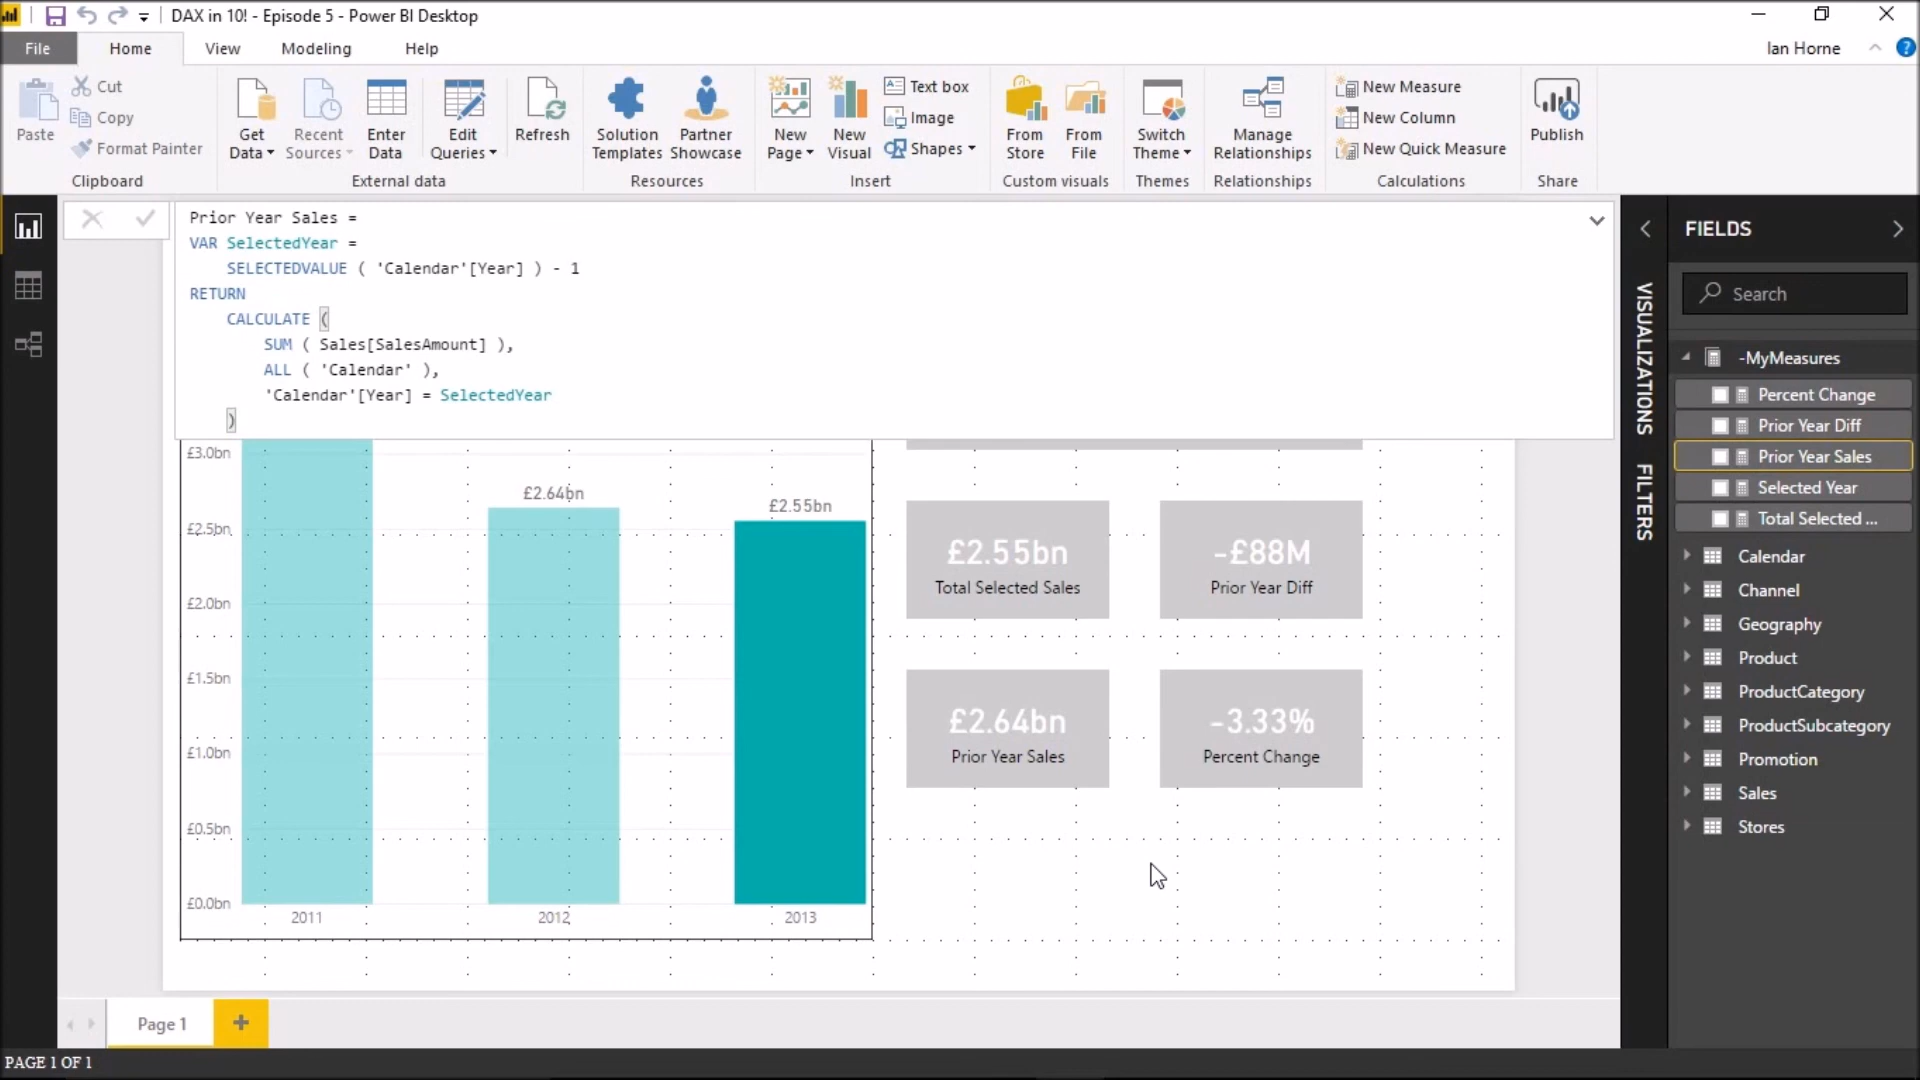 DAX in 10! - Episode 5 - Power BI Desktop
File Home View Modeling Help Ian Horne ?
Paste Cut Copy Format Painter
Clipboard
Get Data Recent Sources Enter Data Edit Queries Refresh
External data
Solution Templates Partner Showcase
Resources
New Page New Visual Text box Image Shapes
Insert
From Store From File
Custom visuals
Switch Theme
Themes
Manage Relationships
Relationships
New Measure
New Column
New Quick Measure
Calculations
Publish
Share
Prior Year Sales =
VAR SelectedYear =
SELECTEDVALUE ( 'Calendar'[Year] ) - 1
RETURN
CALCULATE (
SUM ( Sales[SalesAmount] ),
ALL ( 'Calendar' ),
'Calendar'[Year] = SelectedYear
)
£3.0bn
£2.5bn
£2.0bn
£1.5bn
£1.0bn
£0.5bn
£0.0bn
£2.64bn
£2.55bn
2011 2012 2013
£2.55bn
Total Selected Sales
-£88M
Prior Year Diff
£2.64bn
Prior Year Sales
-3.33%
Percent Change
VISUALIZATIONS
FILTERS
FIELDS
Search
-MyMeasures
Percent Change
Prior Year Diff
Prior Year Sales
Selected Year
Total Selected ...
Calendar
Channel
Geography
Product
ProductCategory
ProductSubcategory
Promotion
Sales
Stores
Page 1
PAGE 1 OF 1